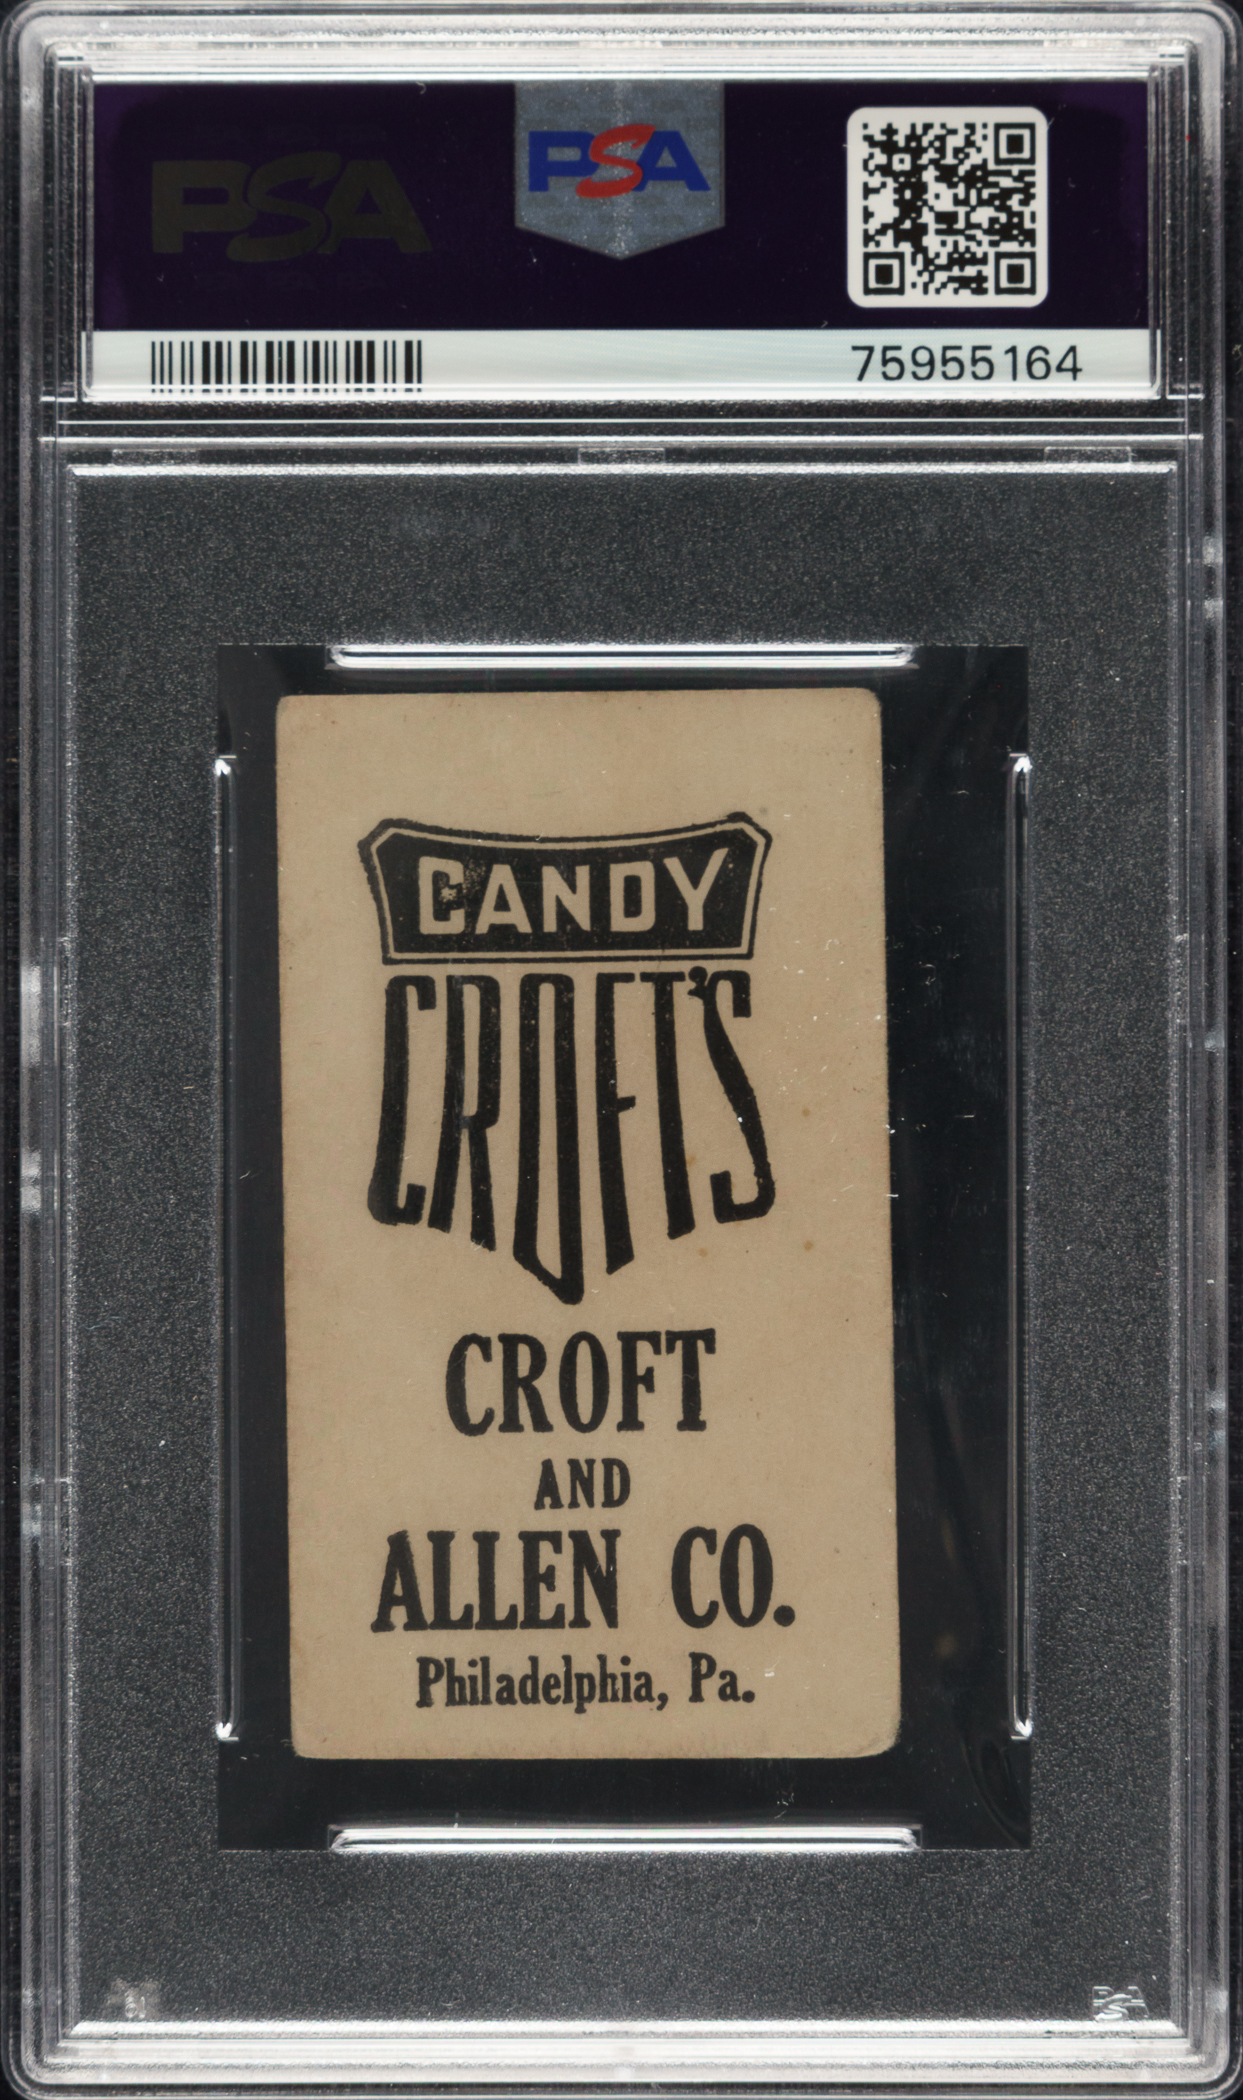 PSA
PSA
75955164
CANDY
CROFT'S
CROFT
AND
ALLEN CO.
Philadelphia, Pa.